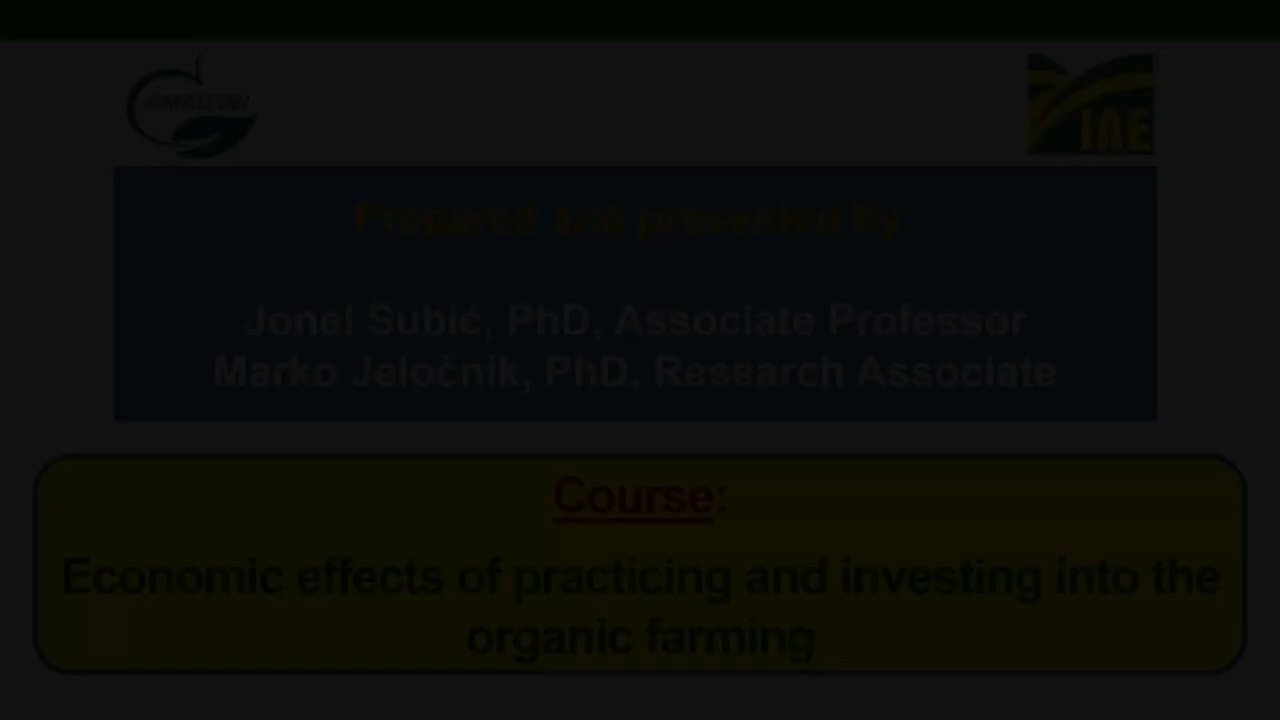 IAE
Prepared and presented by
Jonel Subić, PhD, Associate Professor
Marko Jeločnik, PhD, Research Associate
Course:
Economic effects of practicing and investing into the
organic farming